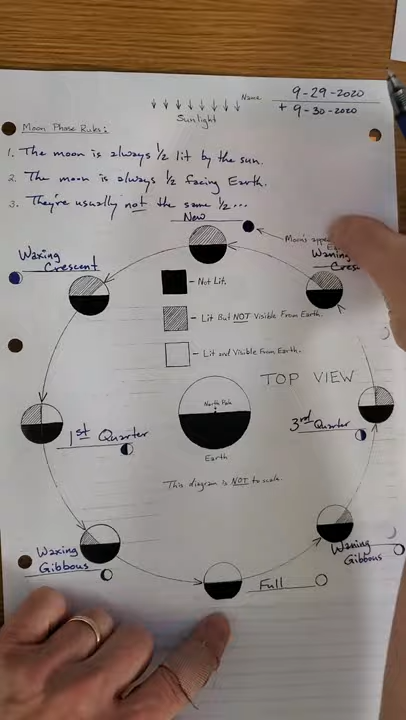 9-29-2020
Name
+ 9-30-2020
Sunlight
Moon Phase Rules:
1. The moon is always 1/2 lit by the sun.
2. The moon is always 1/2 facing Earth.
3. They're usually not the same 1/2...
New
Moon's
Waxing
Crescent
Waning
Not Lit.
Lit But NOT Visible From Earth.
Lit and Visible From Earth.
TOP VIEW
North Pole
Earth
1st Quarter
3rd Quarter
This diagram is NOT to scale.
Waxing
Gibbous
Waning
Gibbous
Full